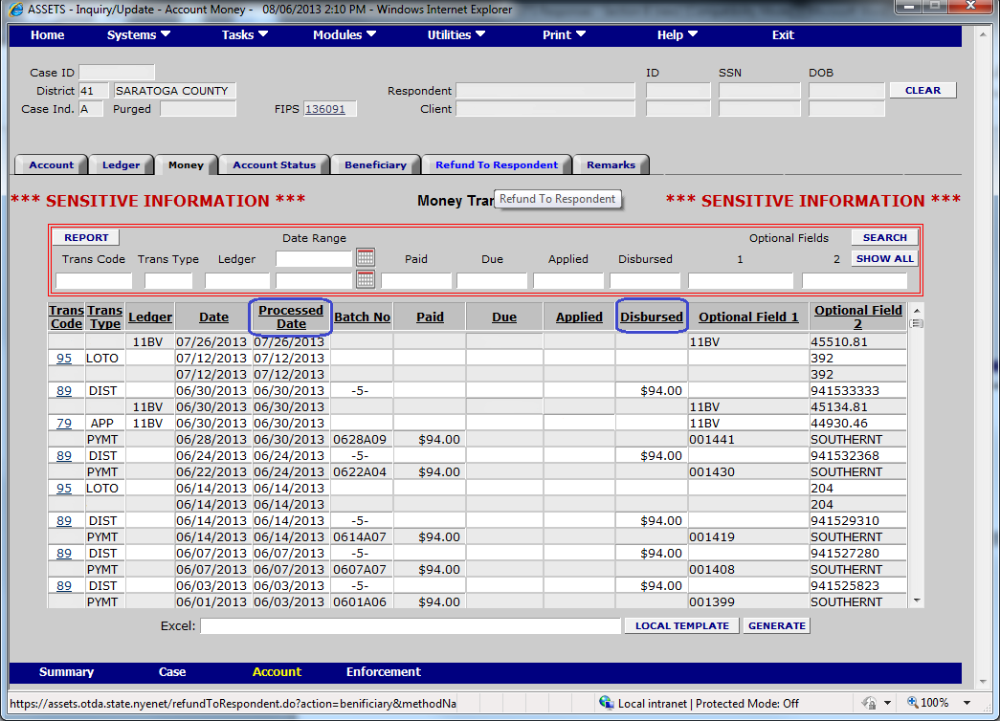 ASSETS - Inquiry/Update - Account Money - 08/06/2013 2:10 PM - Windows Internet Explorer
Home Systems Tasks Modules Utilities Print Help Exit
Case ID ID SSN DOB
District 41 SARATOGA COUNTY Respondent CLEAR
Case Ind. A Purged FIPS 136091 Client
Account Ledger Money Account Status Beneficiary Refund To Respondent Remarks
*** SENSITIVE INFORMATION *** Money Tran Refund To Respondent *** SENSITIVE INFORMATION ***
REPORT Date Range Optional Fields SEARCH
Trans Code Trans Type Ledger Paid Due Applied Disbursed 1 2 SHOW ALL
Trans Code Trans Type Ledger Date Processed Date Batch No Paid Due Applied Disbursed Optional Field 1 Optional Field 2
11BV 07/26/2013 07/26/2013 11BV 45510.81
95 LOTO 07/12/2013 07/12/2013 392
07/12/2013 07/12/2013 392
89 DIST 06/30/2013 06/30/2013 -5- $94.00 941533333
11BV 06/30/2013 06/30/2013 11BV 45134.81
79 APP 11BV 06/30/2013 06/30/2013 11BV 44930.46
PYMT 06/28/2013 06/30/2013 0628A09 $94.00 001441 SOUTHERNT
89 DIST 06/24/2013 06/24/2013 -5- $94.00 941532368
PYMT 06/22/2013 06/24/2013 0622A04 $94.00 001430 SOUTHERNT
95 LOTO 06/14/2013 06/14/2013 204
06/14/2013 06/14/2013 204
89 DIST 06/14/2013 06/14/2013 -5- $94.00 941529310
PYMT 06/14/2013 06/14/2013 0614A07 $94.00 001419 SOUTHERNT
89 DIST 06/07/2013 06/07/2013 -5- $94.00 941527280
PYMT 06/07/2013 06/07/2013 0607A07 $94.00 001408 SOUTHERNT
89 DIST 06/03/2013 06/03/2013 -5- $94.00 941525823
PYMT 06/01/2013 06/03/2013 0601A06 $94.00 001399 SOUTHERNT
Excel: LOCAL TEMPLATE GENERATE
Summary Case Account Enforcement
https://assets.otda.state.nyenet/refundToRespondent.do?action=benificiary&methodNa Local intranet | Protected Mode: Off 100%